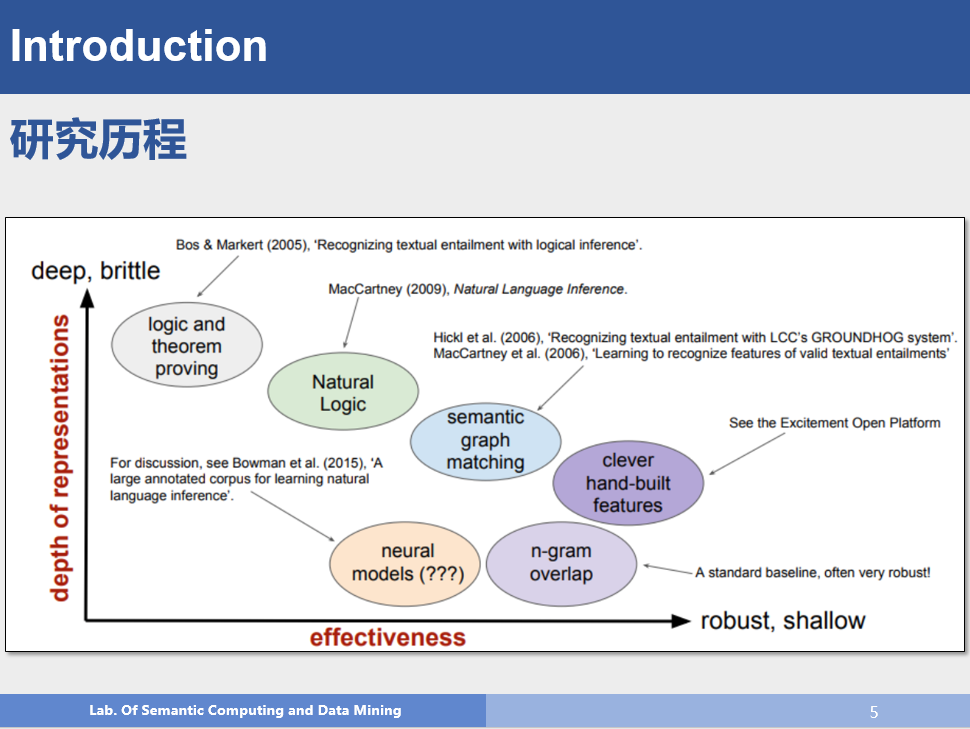 Introduction
研究历程
Bos & Markert (2005), ‘Recognizing textual entailment with logical inference’.
deep, brittle
MacCartney (2009), Natural Language Inference.
logic and
theorem
proving
Hickl et al. (2006), ‘Recognizing textual entailment with LCC’s GROUNDHOG system’.
MacCartney et al. (2006), ‘Learning to recognize features of valid textual entailments’
Natural
Logic
semantic
graph
matching
See the Excitement Open Platform
clever
hand-built
features
For discussion, see Bowman et al. (2015), ‘A
large annotated corpus for learning natural
language inference’.
neural
models (???)
n-gram
overlap
A standard baseline, often very robust!
depth of representations
robust, shallow
effectiveness
Lab. Of Semantic Computing and Data Mining
5